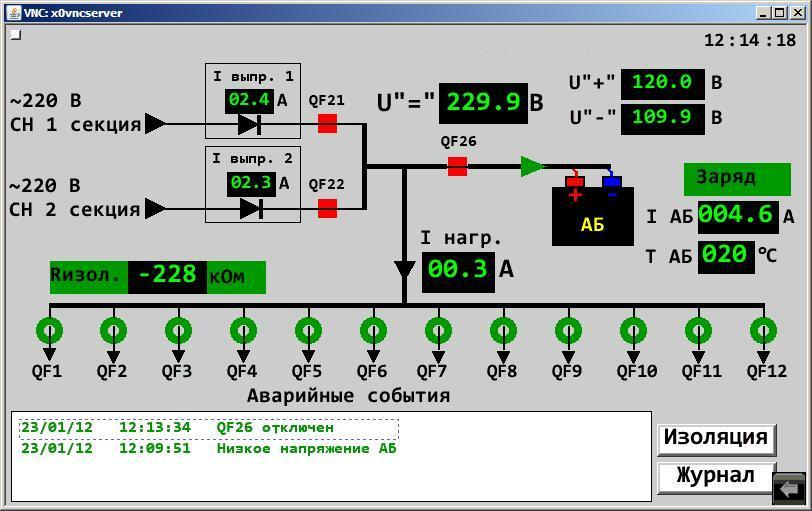 VNC: x0vncserver
12:14:18
I выпр. 1
02.4 А
~220 В
СН 1 секция
QF21
U"=" 229.9 В
U"+" 120.0 В
U"-" 109.9 В
QF26
I выпр. 2
02.3 А
~220 В
СН 2 секция
QF22
+ -
АБ
Заряд
I АБ 004.6 А
Т АБ 020 °С
I нагр.
00.3 А
Rизол. -228 кОм
QF1 QF2 QF3 QF4 QF5 QF6 QF7 QF8 QF9 QF10 QF11 QF12
Аварийные события
23/01/12 12:13:34 QF26 отключен
23/01/12 12:09:51 Низкое напряжение АБ
Изоляция
Журнал